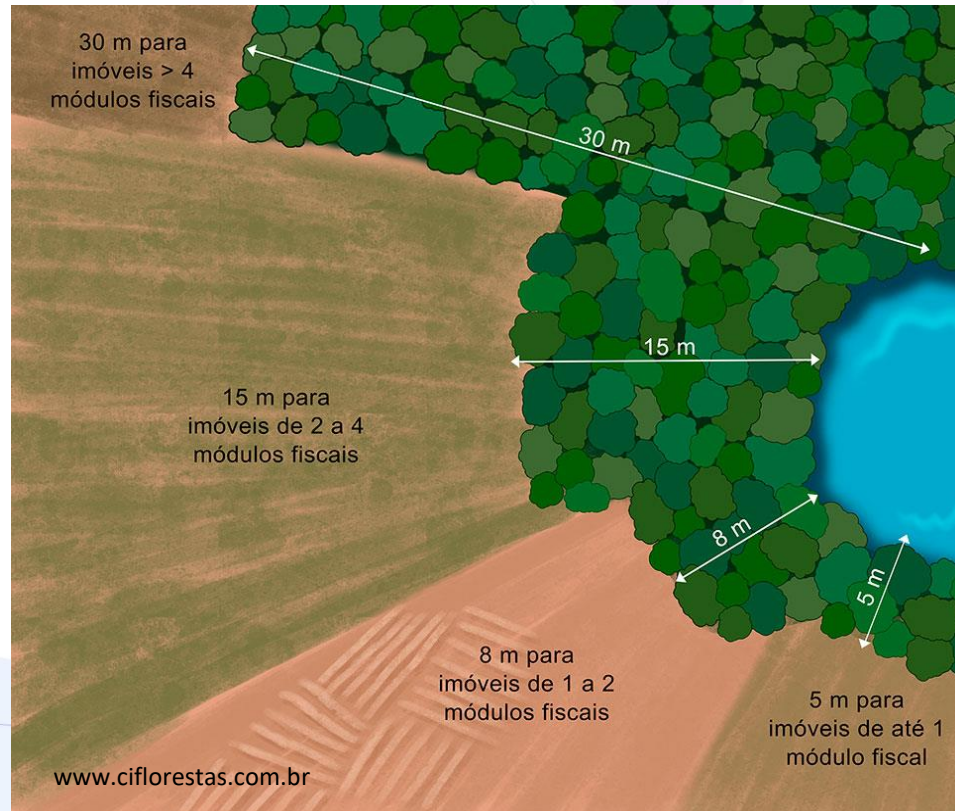 30 m para
imóveis > 4
módulos fiscais
30 m
15 m
15 m para
imóveis de 2 a 4
módulos fiscais
8 m
5 m
8 m para
imóveis de 1 a 2
módulos fiscais
5 m para
imóveis de até 1
módulo fiscal
www.ciflorestas.com.br